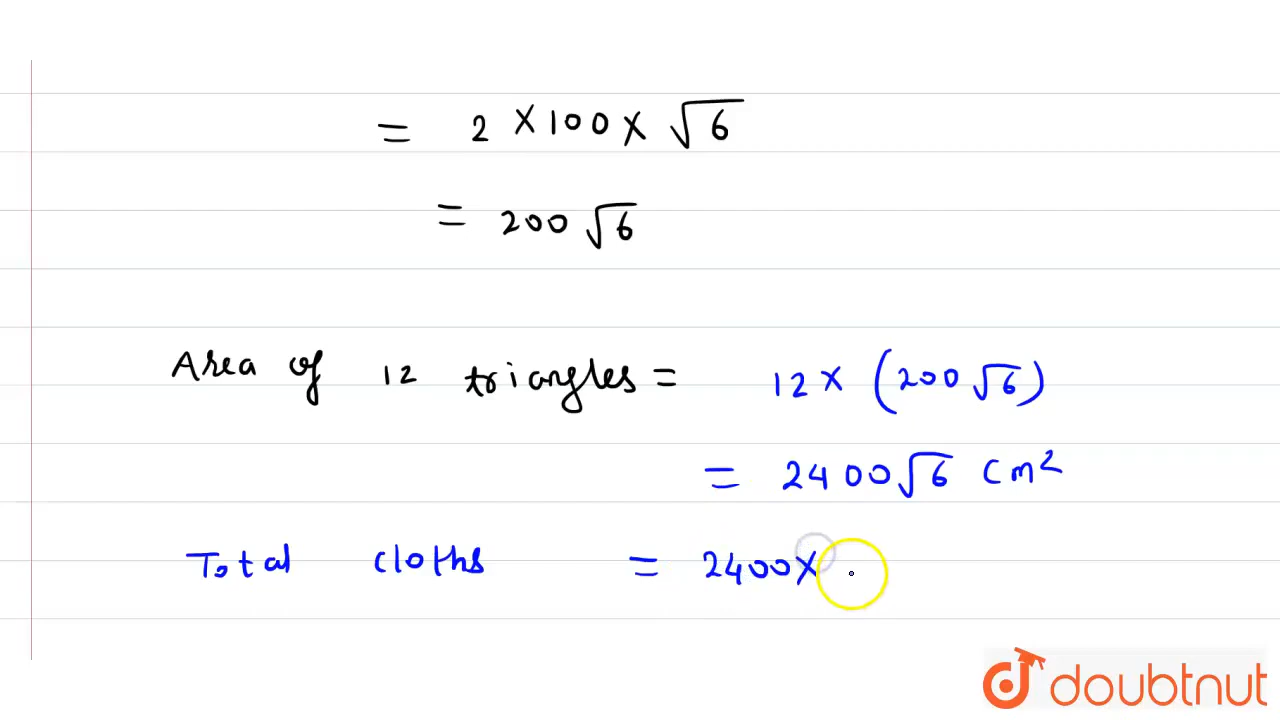 = 2 × 100 × √6
= 200 √6
Area of 12 triangles = 12 × (200 √6)
= 2400 √6 cm²
Total cloths = 2400 ×
doubtnut